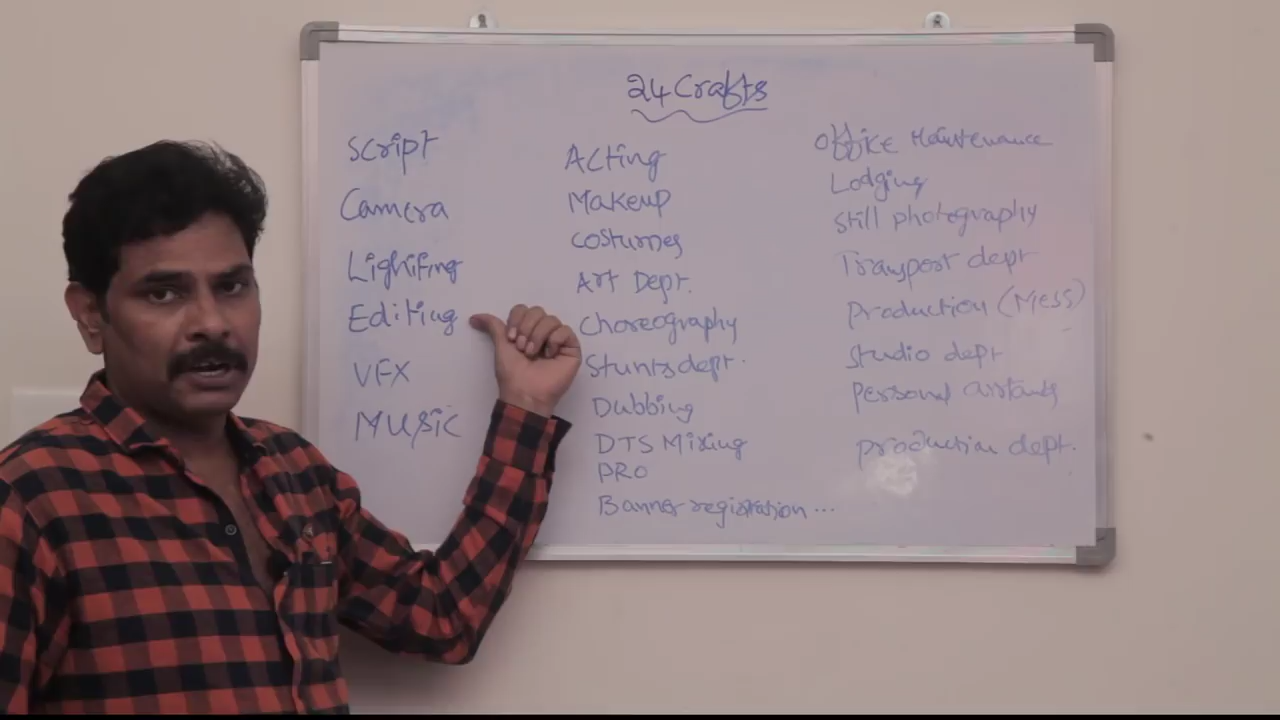 24 Crafts
Script
Camera
Lighting
Editing
VFX
Music
Acting
Makeup
costumes
Art Dept.
Choreography
Stunts dept.
Dubbing
DTS Mixing
PRO
Banner registration ...
Office Maintenance
Lodging
still photography
Transport dept
production (Mess)
studio dept
personal
production dept.